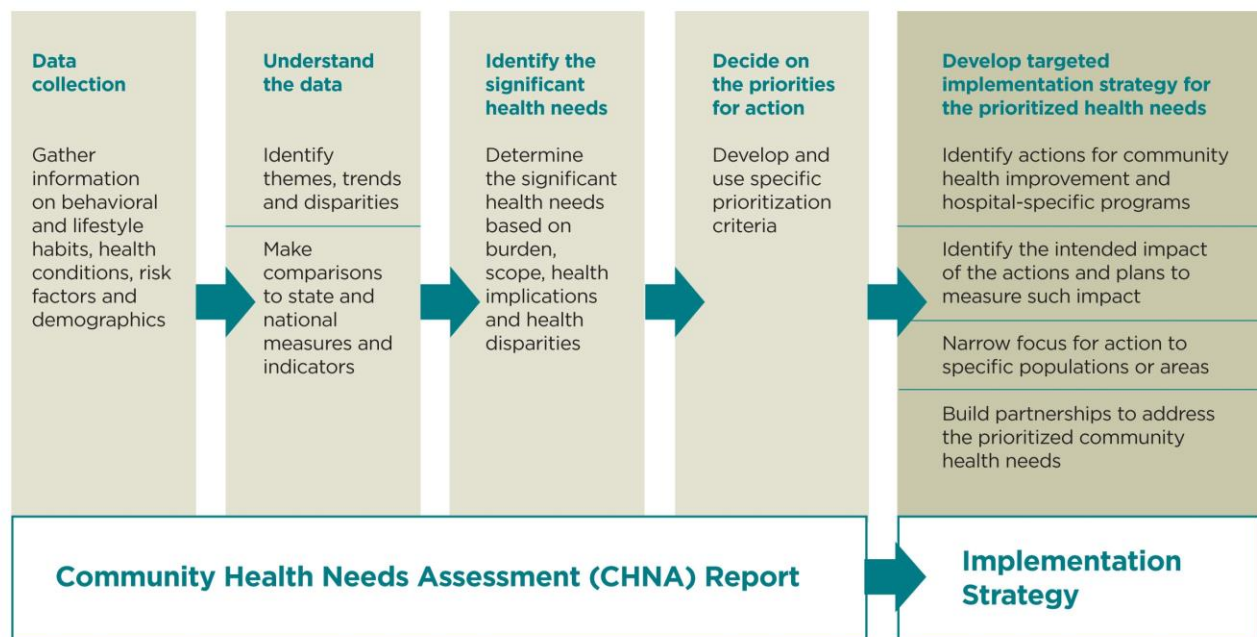 Data
collection
Gather
information
on behavioral
and lifestyle
habits, health
conditions, risk
factors and
demographics
Understand
the data
Identify
themes, trends
and disparities
Make
comparisons
to state and
national
measures and
indicators
Identify the
significant
health needs
Determine
the significant
health needs
based on
burden,
scope, health
implications
and health
disparities
Decide on
the priorities
for action
Develop and
use specific
prioritization
criteria
Develop targeted
implementation strategy for
the prioritized health needs
Identify actions for community
health improvement and
hospital-specific programs
Identify the intended impact
of the actions and plans to
measure such impact
Narrow focus for action to
specific populations or areas
Build partnerships to address
the prioritized community
health needs
Community Health Needs Assessment (CHNA) Report
Implementation
Strategy